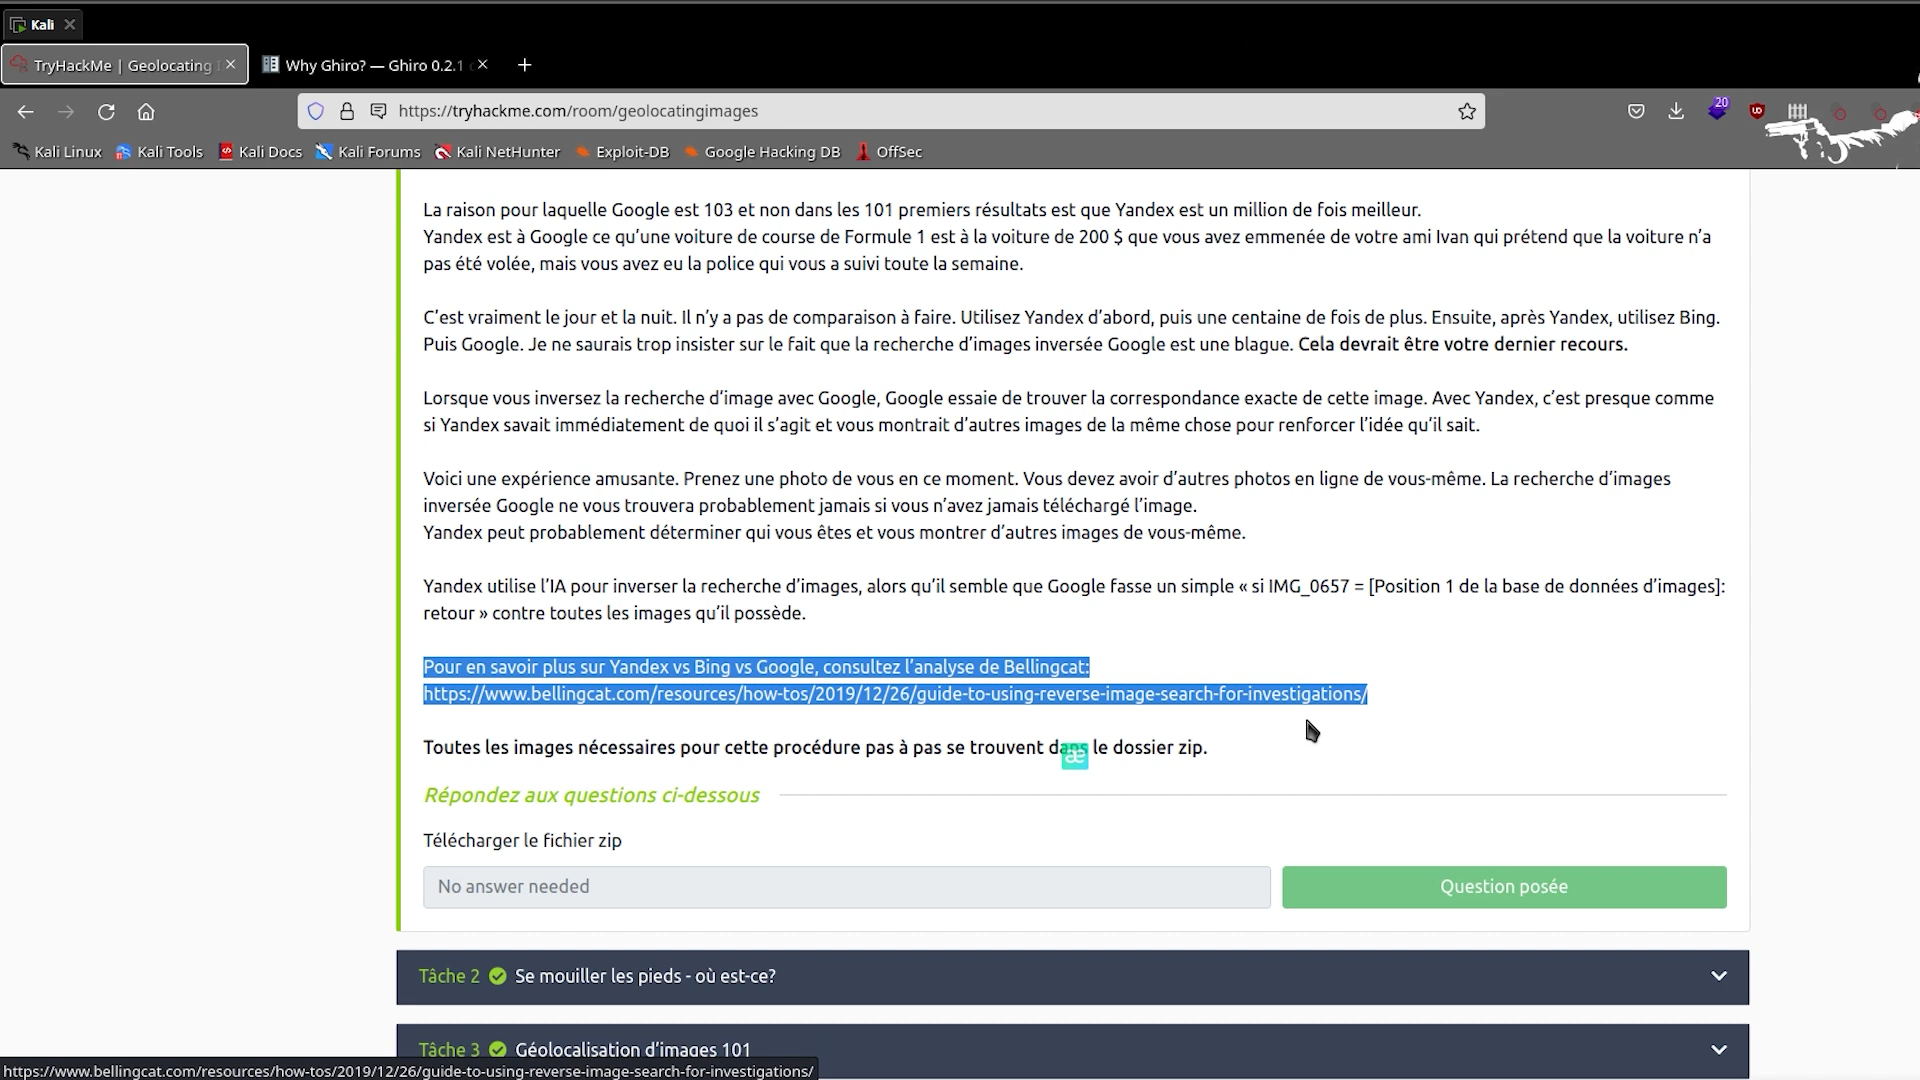 Kali
TryHackMe | Geolocating
Why Ghiro? — Ghiro 0.2.1
https://tryhackme.com/room/geolocatingimages
20
Kali Linux Kali Tools Kali Docs Kali Forums Kali NetHunter Exploit-DB Google Hacking DB OffSec
La raison pour laquelle Google est 103 et non dans les 101 premiers résultats est que Yandex est un million de fois meilleur.
Yandex est à Google ce qu’une voiture de course de Formule 1 est à la voiture de 200 $ que vous avez emmenée de votre ami Ivan qui prétend que la voiture n’a
pas été volée, mais vous avez eu la police qui vous a suivi toute la semaine.
C’est vraiment le jour et la nuit. Il n’y a pas de comparaison à faire. Utilisez Yandex d’abord, puis une centaine de fois de plus. Ensuite, après Yandex, utilisez Bing.
Puis Google. Je ne saurais trop insister sur le fait que la recherche d’images inversée Google est une blague. Cela devrait être votre dernier recours.
Lorsque vous inversez la recherche d’image avec Google, Google essaie de trouver la correspondance exacte de cette image. Avec Yandex, c’est presque comme
si Yandex savait immédiatement de quoi il s’agit et vous montrait d’autres images de la même chose pour renforcer l’idée qu’il sait.
Voici une expérience amusante. Prenez une photo de vous en ce moment. Vous devez avoir d’autres photos en ligne de vous-même. La recherche d’images
inversée Google ne vous trouvera probablement jamais si vous n’avez jamais téléchargé l’image.
Yandex peut probablement déterminer qui vous êtes et vous montrer d’autres images de vous-même.
Yandex utilise l’IA pour inverser la recherche d’images, alors qu’il semble que Google fasse un simple « si IMG_0657 = [Position 1 de la base de données d’images]:
retour » contre toutes les images qu’il possède.
Pour en savoir plus sur Yandex vs Bing vs Google, consultez l’analyse de Bellingcat:
https://www.bellingcat.com/resources/how-tos/2019/12/26/guide-to-using-reverse-image-search-for-investigations/
Toutes les images nécessaires pour cette procédure pas à pas se trouvent dans le dossier zip.
æ
Répondez aux questions ci-dessous
Télécharger le fichier zip
No answer needed
Question posée
Tâche 2 Se mouiller les pieds - où est-ce?
Tâche 3 Géolocalisation d’images 101
https://www.bellingcat.com/resources/how-tos/2019/12/26/guide-to-using-reverse-image-search-for-investigations/